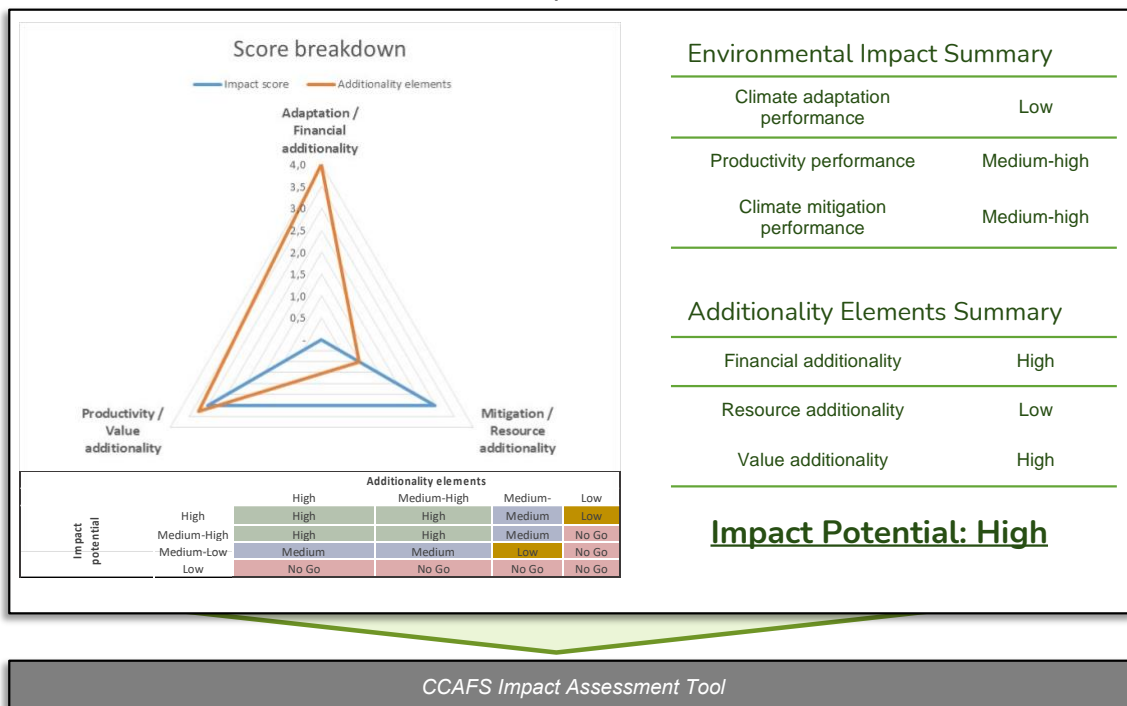 Score breakdown
Impact score Additionality elements
Adaptation /
Financial
additionality
4,0
3,5
3,0
2,5
2,0
1,5
1,0
0,5
-
Productivity /
Value
additionality
Mitigation /
Resource
additionality
Additionality elements
High Medium-High Medium- Low
Impact
potential
High High High Medium Low
Medium-High High High Medium No Go
Medium-Low Medium Medium Low No Go
Low No Go No Go No Go No Go
Environmental Impact Summary
Climate adaptation
performance
Low
Productivity performance Medium-high
Climate mitigation
performance
Medium-high
Additionality Elements Summary
Financial additionality High
Resource additionality Low
Value additionality High
Impact Potential: High
CCAFS Impact Assessment Tool